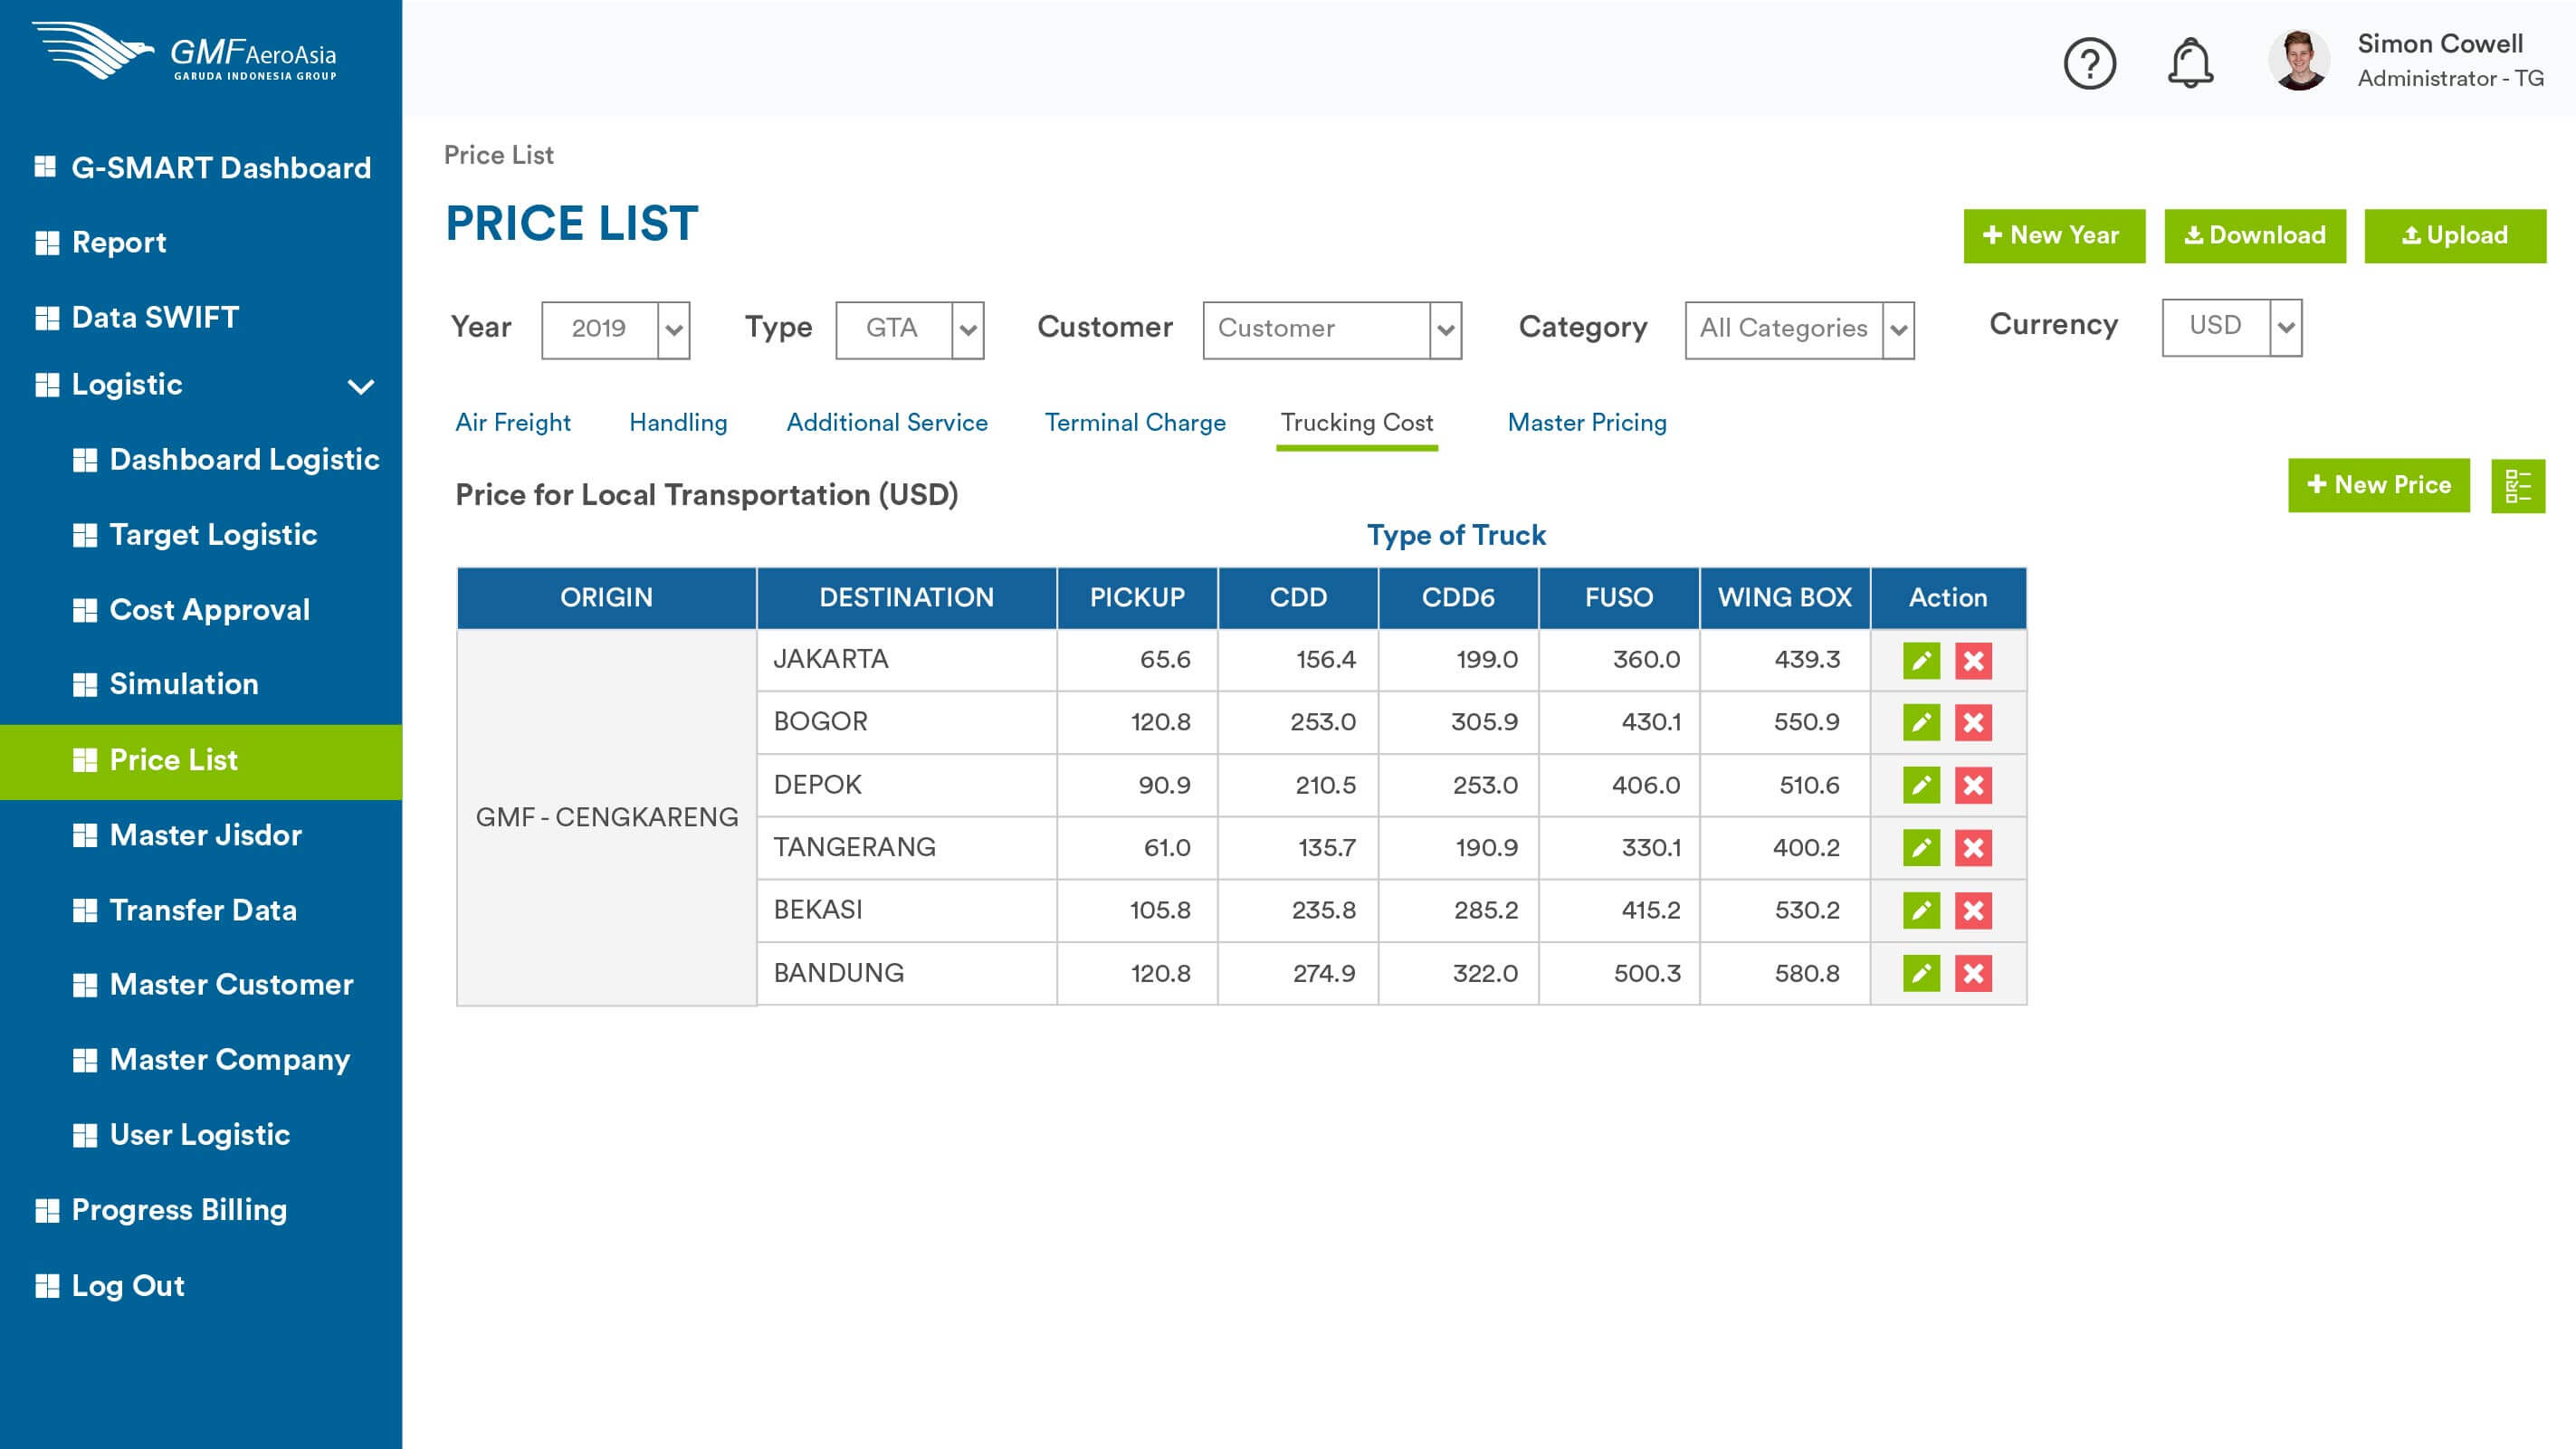 GMF AeroAsia
GARUDA INDONESIA GROUP
Simon Cowell
Administrator - TG
G-SMART Dashboard
Report
Data SWIFT
Logistic
Dashboard Logistic
Target Logistic
Cost Approval
Simulation
Price List
Master Jisdor
Transfer Data
Master Customer
Master Company
User Logistic
Progress Billing
Log Out
Price List
PRICE LIST
New Year Download Upload
Year 2019 Type GTA Customer Customer Category All Categories Currency USD
Air Freight Handling Additional Service Terminal Charge Trucking Cost Master Pricing
Price for Local Transportation (USD)
+ New Price
Type of Truck
ORIGIN DESTINATION PICKUP CDD CDD6 FUSO WING BOX Action
GMF - CENGKARENG
JAKARTA 65.6 156.4 199.0 360.0 439.3
BOGOR 120.8 253.0 305.9 430.1 550.9
DEPOK 90.9 210.5 253.0 406.0 510.6
TANGERANG 61.0 135.7 190.9 330.1 400.2
BEKASI 105.8 235.8 285.2 415.2 530.2
BANDUNG 120.8 274.9 322.0 500.3 580.8